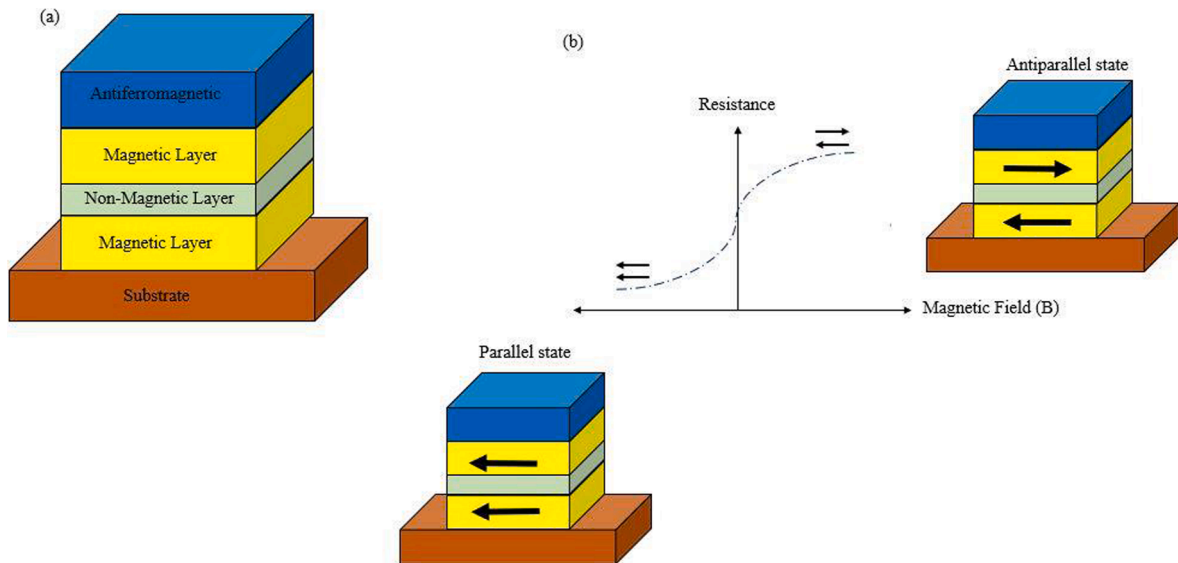 (a)
Antiferromagnetic
Magnetic Layer
Non-Magnetic Layer
Magnetic Layer
Substrate
(b)
Resistance
Magnetic Field (B)
Antiparallel state
Parallel state